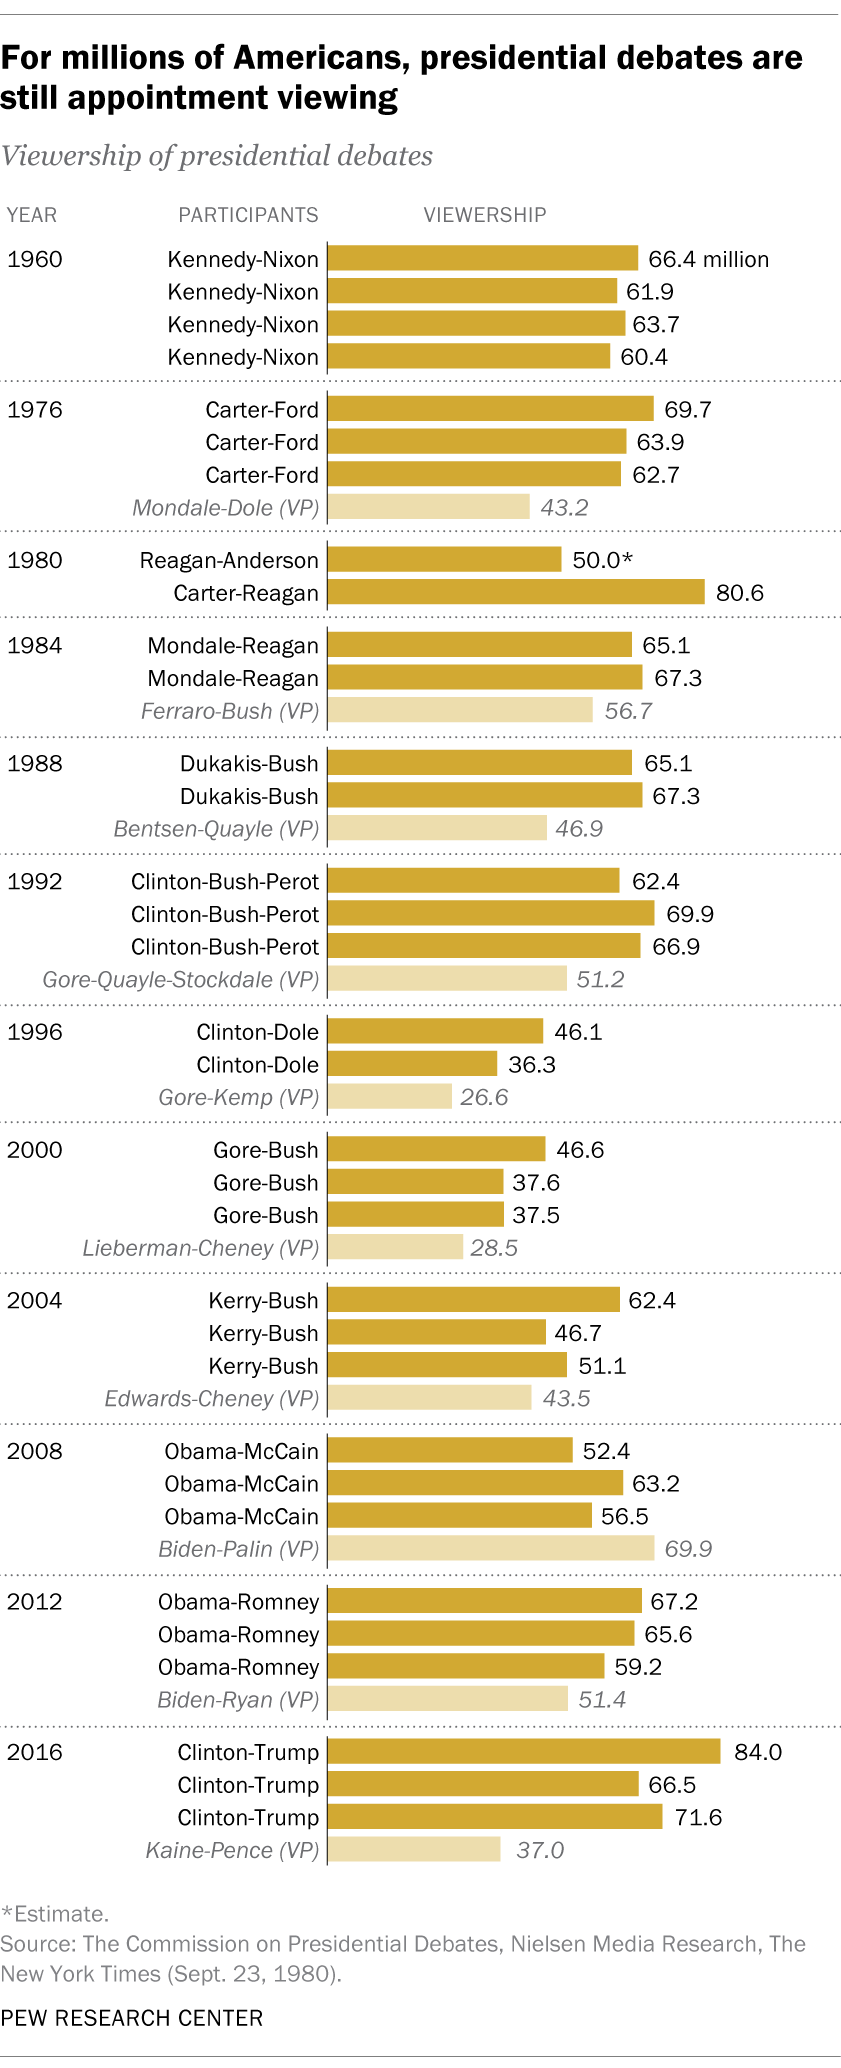 For millions of Americans, presidential debates are
still appointment viewing
Viewership of presidential debates
YEAR PARTICIPANTS VIEWERSHIP
1960 Kennedy-Nixon 66.4 million
Kennedy-Nixon 61.9
Kennedy-Nixon 63.7
Kennedy-Nixon 60.4
1976 Carter-Ford 69.7
Carter-Ford 63.9
Carter-Ford 62.7
Mondale-Dole (VP) 43.2
1980 Reagan-Anderson 50.0*
Carter-Reagan 80.6
1984 Mondale-Reagan 65.1
Mondale-Reagan 67.3
Ferraro-Bush (VP) 56.7
1988 Dukakis-Bush 65.1
Dukakis-Bush 67.3
Bentsen-Quayle (VP) 46.9
1992 Clinton-Bush-Perot 62.4
Clinton-Bush-Perot 69.9
Clinton-Bush-Perot 66.9
Gore-Quayle-Stockdale (VP) 51.2
1996 Clinton-Dole 46.1
Clinton-Dole 36.3
Gore-Kemp (VP) 26.6
2000 Gore-Bush 46.6
Gore-Bush 37.6
Gore-Bush 37.5
Lieberman-Cheney (VP) 28.5
2004 Kerry-Bush 62.4
Kerry-Bush 46.7
Kerry-Bush 51.1
Edwards-Cheney (VP) 43.5
2008 Obama-McCain 52.4
Obama-McCain 63.2
Obama-McCain 56.5
Biden-Palin (VP) 69.9
2012 Obama-Romney 67.2
Obama-Romney 65.6
Obama-Romney 59.2
Biden-Ryan (VP) 51.4
2016 Clinton-Trump 84.0
Clinton-Trump 66.5
Clinton-Trump 71.6
Kaine-Pence (VP) 37.0
*Estimate.
Source: The Commission on Presidential Debates, Nielsen Media Research, The
New York Times (Sept. 23, 1980).
PEW RESEARCH CENTER